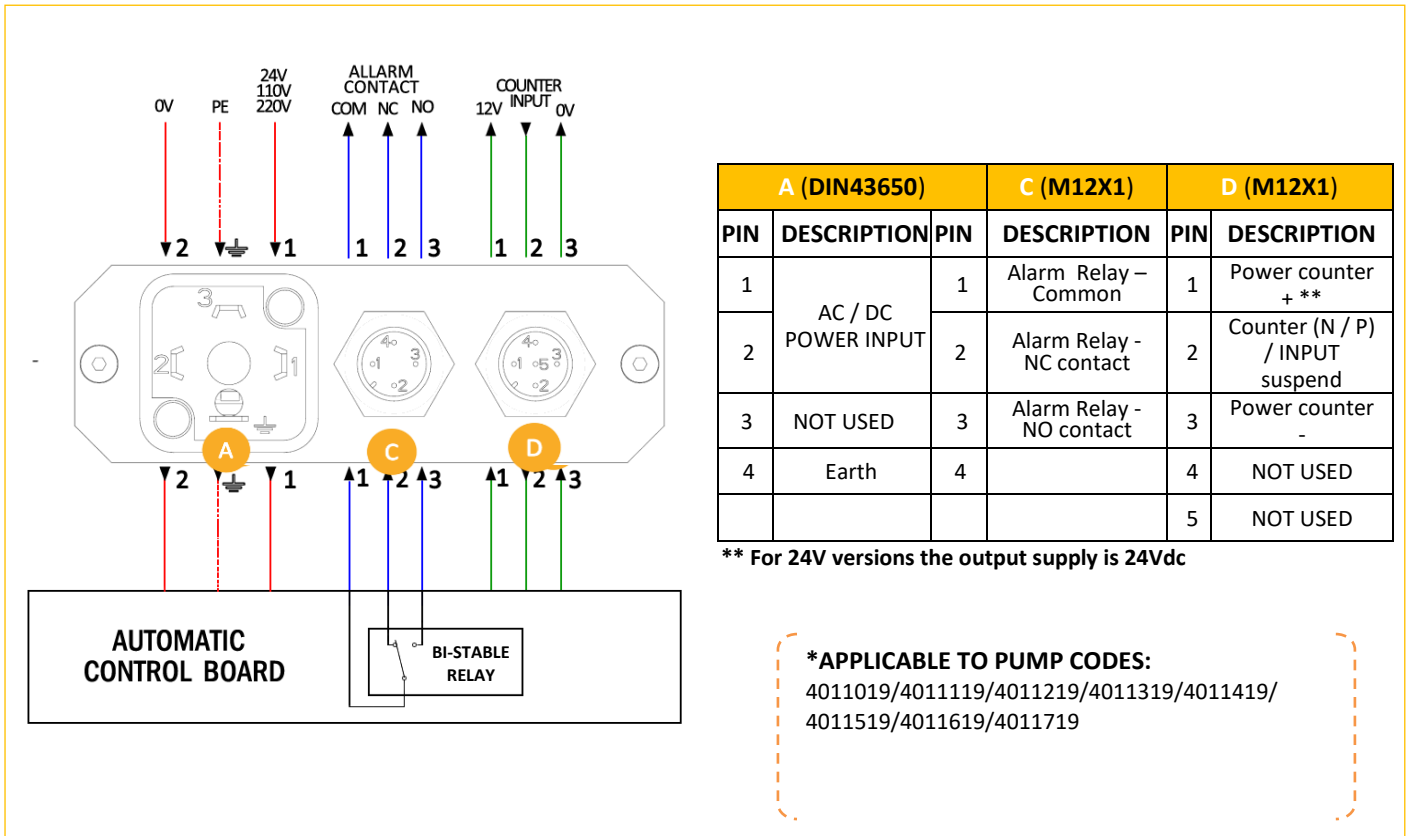 24V
110V
0V PE 220V
ALLARM
CONTACT
COM NC NO
COUNTER
INPUT
12V 0V
2 1 1 2 3 1 2 3
3
2 1
4 3
1
2
4 3
1 5
2
A C D
2 1 1 2 3 1 2 3
AUTOMATIC
CONTROL BOARD
BI-STABLE
RELAY
A (DIN43650) C (M12X1) D (M12X1)
PIN DESCRIPTION PIN DESCRIPTION PIN DESCRIPTION
1 AC / DC
POWER INPUT 1 Alarm Relay –
Common 1 Power counter
+ **
2 2 Alarm Relay -
NC contact 2 Counter (N / P)
/ INPUT
suspend
3 NOT USED 3 Alarm Relay -
NO contact 3 Power counter
-
4 Earth 4 4 NOT USED
5 NOT USED
** For 24V versions the output supply is 24Vdc
*APPLICABLE TO PUMP CODES:
4011019/4011119/4011219/4011319/4011419/
4011519/4011619/4011719
-